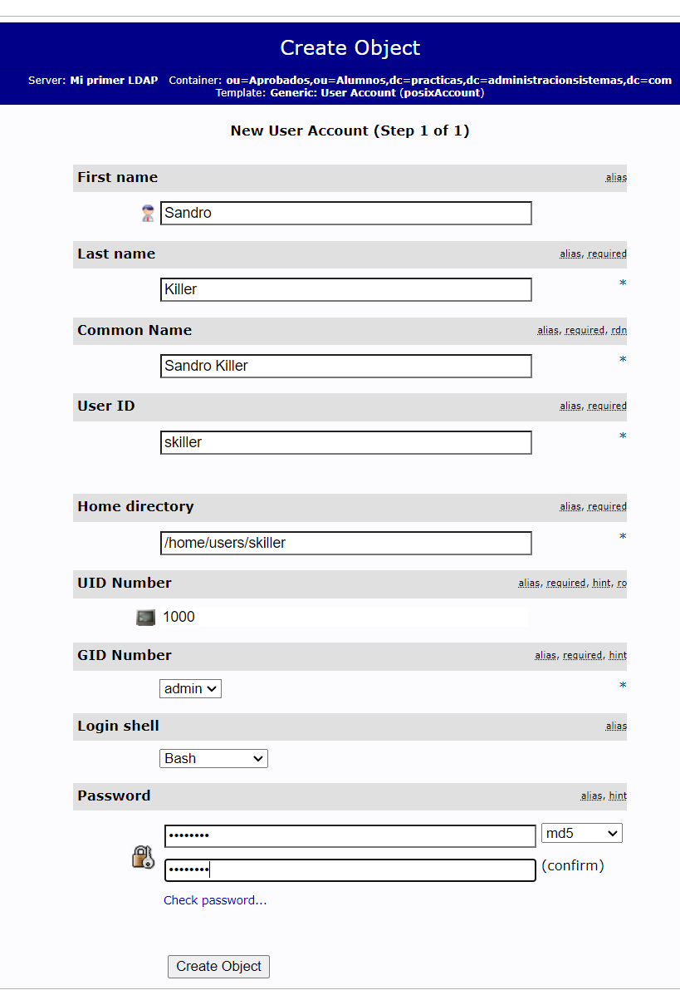 Create Object
Server: Mi primer LDAP Container: ou=Aprobados,ou=Alumnos,dc=practicas,dc=administracionsistemas,dc=com
Template: Generic: User Account (posixAccount)
New User Account (Step 1 of 1)
First name alias
Sandro
Last name alias, required
Killer *
Common Name alias, required, rdn
Sandro Killer *
User ID alias, required
skiller *
Home directory alias, required
/home/users/skiller *
UID Number alias, required, hint, ro
1000
GID Number alias, required, hint
admin *
Login shell alias
Bash
Password alias, hint
•••••••• md5
•••••••• (confirm)
Check password...
Create Object